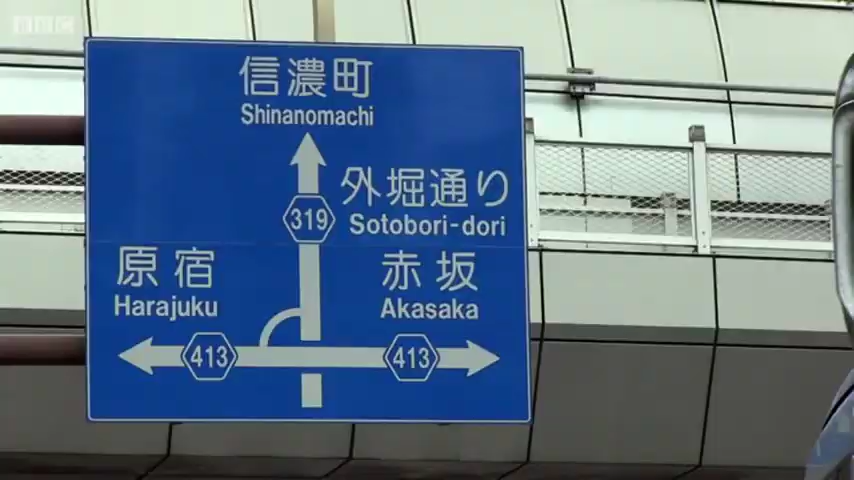 BBC
信濃町
Shinanomachi
外堀通り
319
Sotobori-dori
原宿
赤坂
Harajuku
Akasaka
413
413